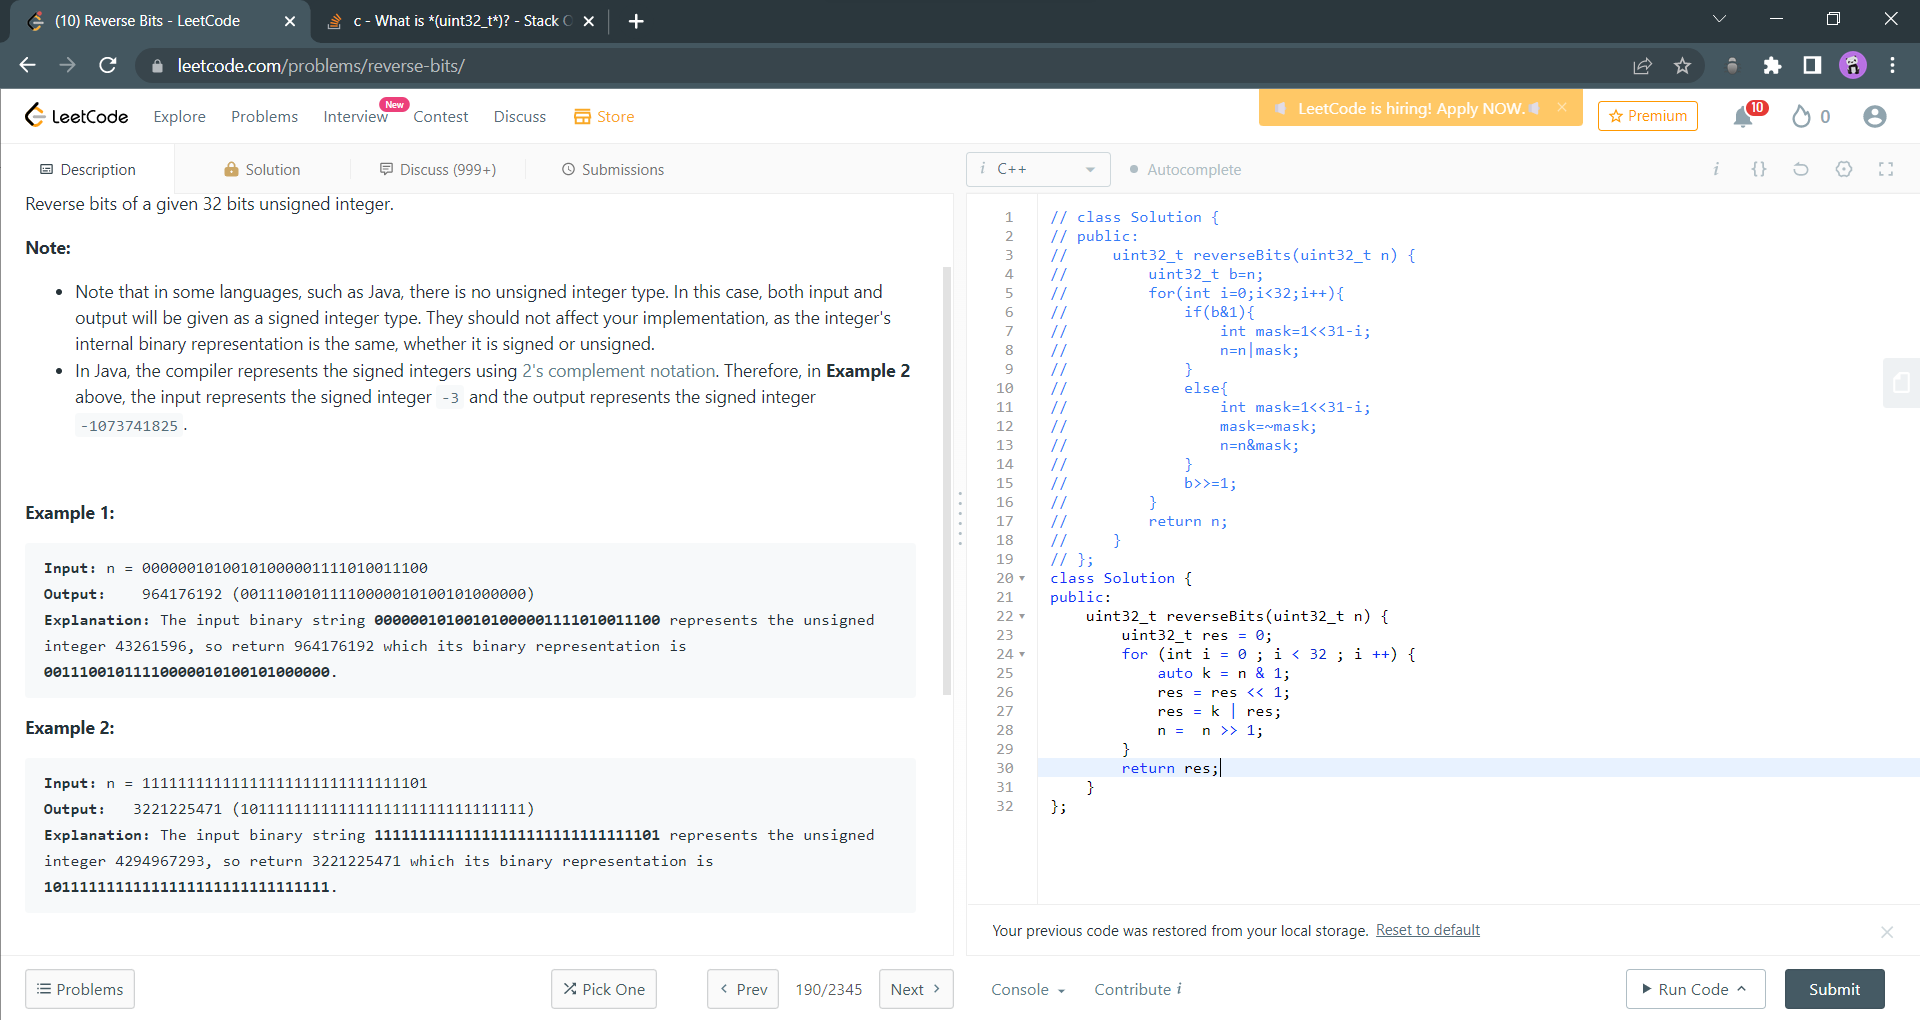 (10) Reverse Bits - LeetCode
c - What is *(uint32_t*)? - Stack O
leetcode.com/problems/reverse-bits/
LeetCode
Explore
Problems
Interview
New
Contest
Discuss
Store
LeetCode is hiring! Apply NOW.
Premium
10
0
Description
Solution
Discuss (999+)
Submissions
i C++
Autocomplete
i {}
Reverse bits of a given 32 bits unsigned integer.
Note:
• Note that in some languages, such as Java, there is no unsigned integer type. In this case, both input and
output will be given as a signed integer type. They should not affect your implementation, as the integer's
internal binary representation is the same, whether it is signed or unsigned.
• In Java, the compiler represents the signed integers using 2's complement notation. Therefore, in Example 2
above, the input represents the signed integer -3 and the output represents the signed integer
-1073741825 .
Example 1:
Input: n = 00000010100101000001111010011100
Output:    964176192 (00111001011110000010100101000000)
Explanation: The input binary string 00000010100101000001111010011100 represents the unsigned
integer 43261596, so return 964176192 which its binary representation is
00111001011110000010100101000000.
Example 2:
Input: n = 11111111111111111111111111111101
Output:   3221225471 (10111111111111111111111111111111)
Explanation: The input binary string 11111111111111111111111111111101 represents the unsigned
integer 4294967293, so return 3221225471 which its binary representation is
10111111111111111111111111111111.
1 // class Solution {
2 // public:
3 //     uint32_t reverseBits(uint32_t n) {
4 //         uint32_t b=n;
5 //         for(int i=0;i<32;i++){
6 //             if(b&1){
7 //                 int mask=1<<31-i;
8 //                 n=n|mask;
9 //             }
10 //             else{
11 //                 int mask=1<<31-i;
12 //                 mask=~mask;
13 //                 n=n&mask;
14 //             }
15 //             b>>=1;
16 //         }
17 //         return n;
18 //     }
19 // };
20 class Solution {
21 public:
22     uint32_t reverseBits(uint32_t n) {
23         uint32_t res = 0;
24         for (int i = 0 ; i < 32 ; i ++) {
25             auto k = n & 1;
26             res = res << 1;
27             res = k | res;
28             n =  n >> 1;
29         }
30         return res;
31     }
32 };
Your previous code was restored from your local storage. Reset to default
Problems
Pick One
Prev
190/2345
Next
Console
Contribute i
Run Code
Submit